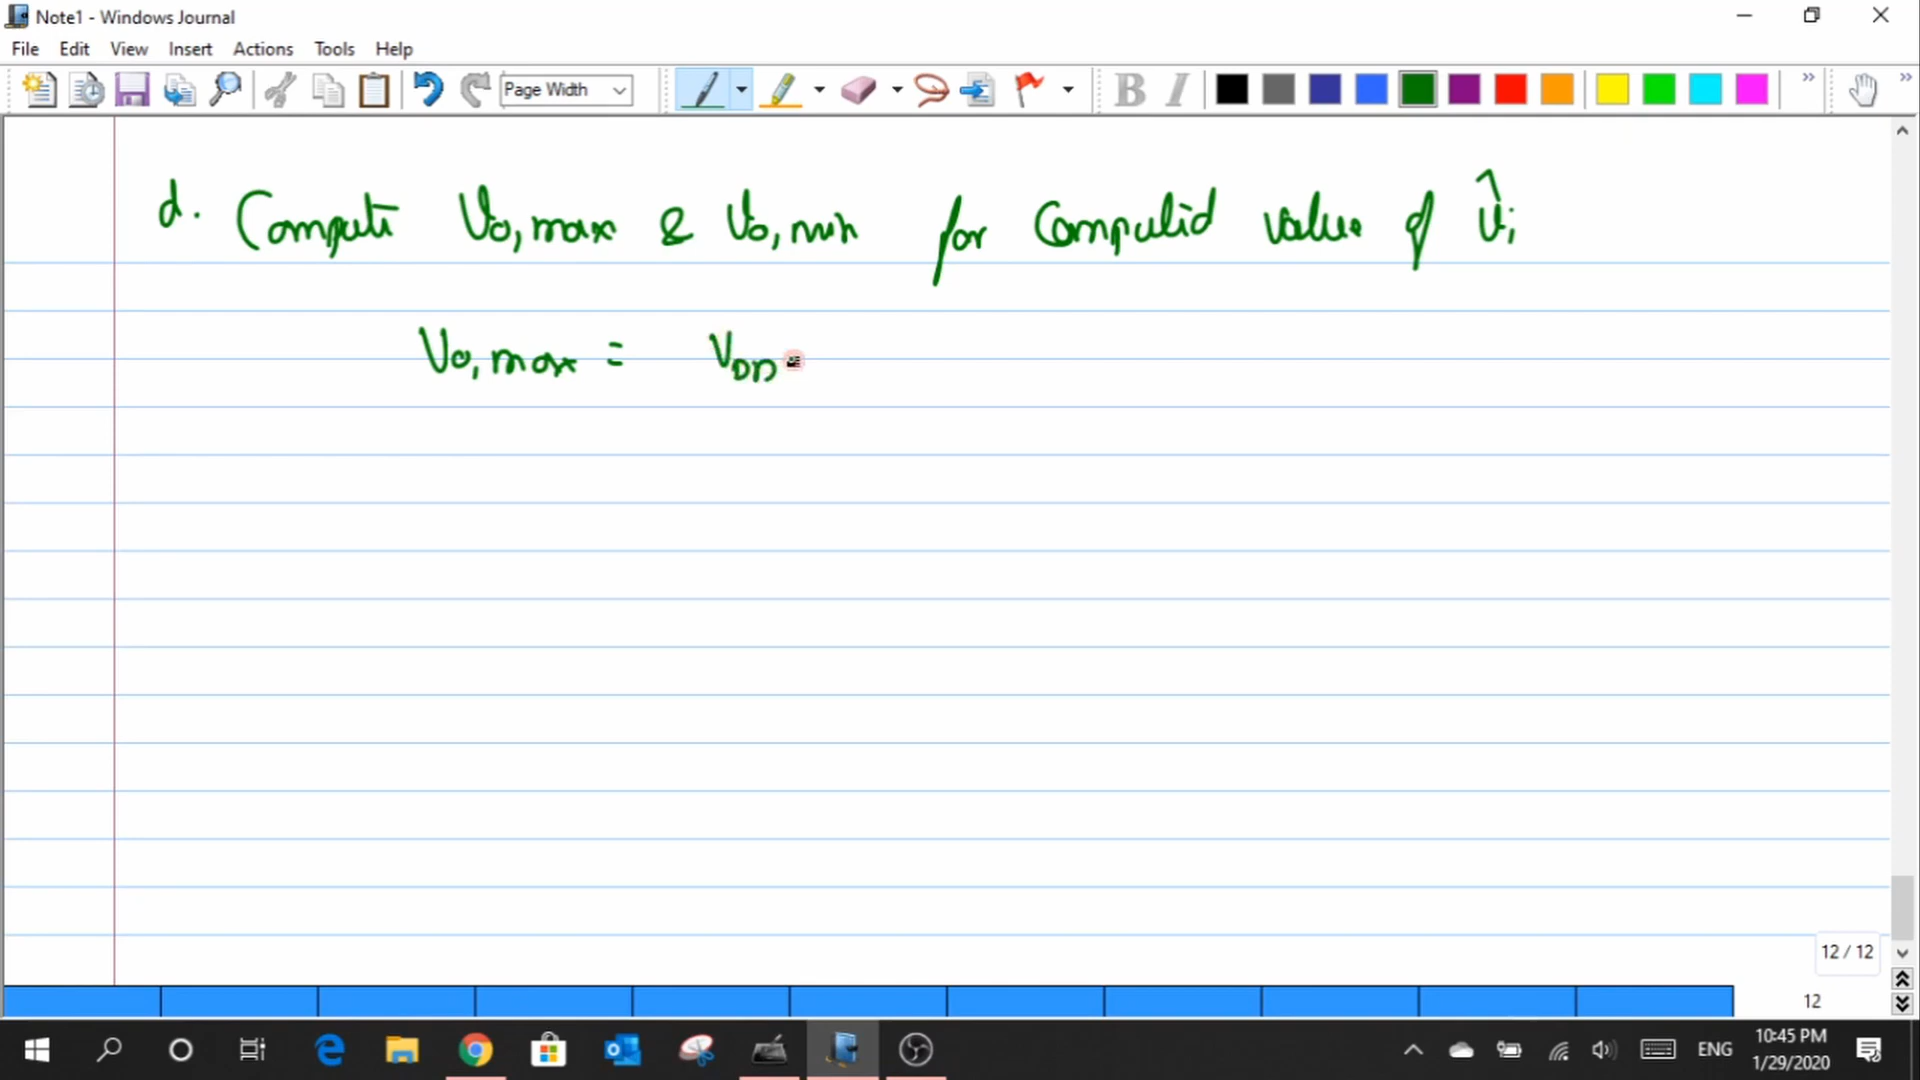 Note1 - Windows Journal
File Edit View Insert Actions Tools Help
Page Width B I
d. Compute Vo,max & Vo,min for Computed value of v̂i
Vo,max = VDD
12 / 12
12
ENG
10:45 PM
1/29/2020